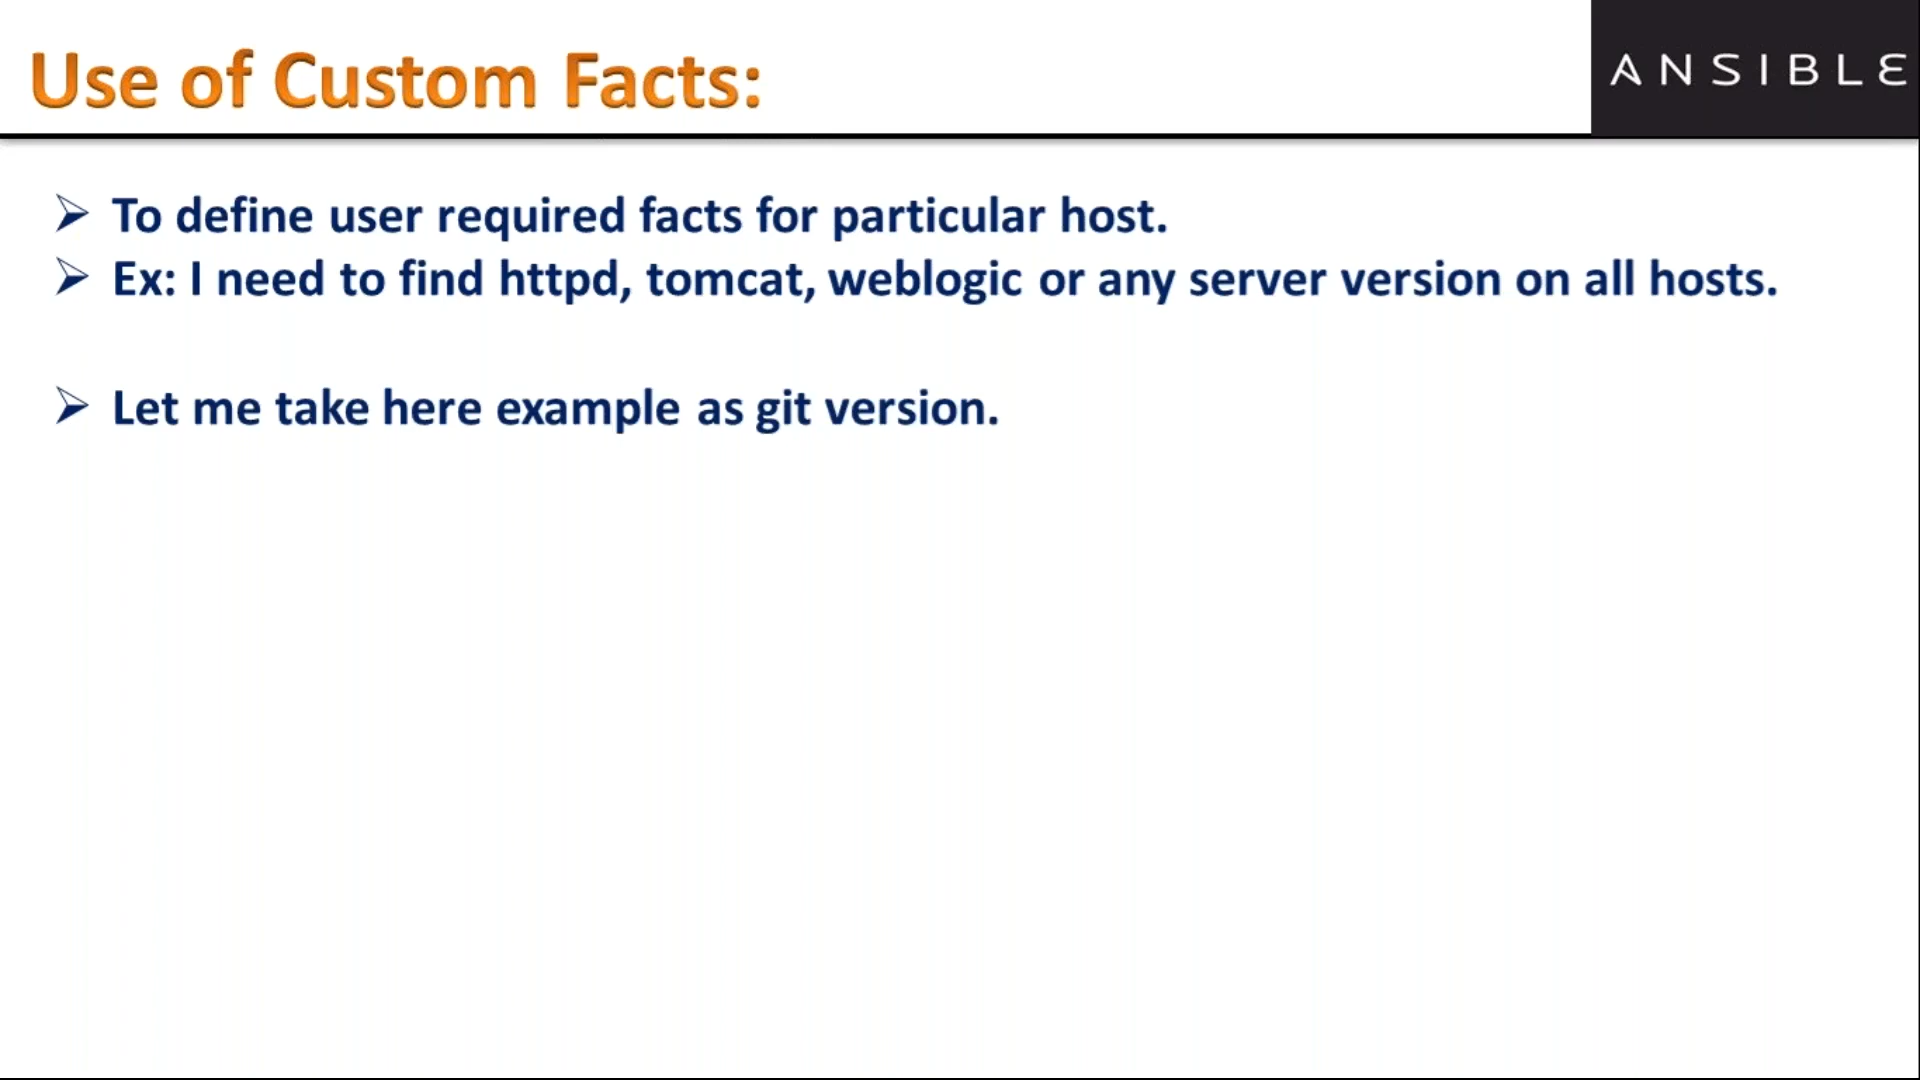 Use of Custom Facts:
ANSIBLE
To define user required facts for particular host.
Ex: I need to find httpd, tomcat, weblogic or any server version on all hosts.
Let me take here example as git version.